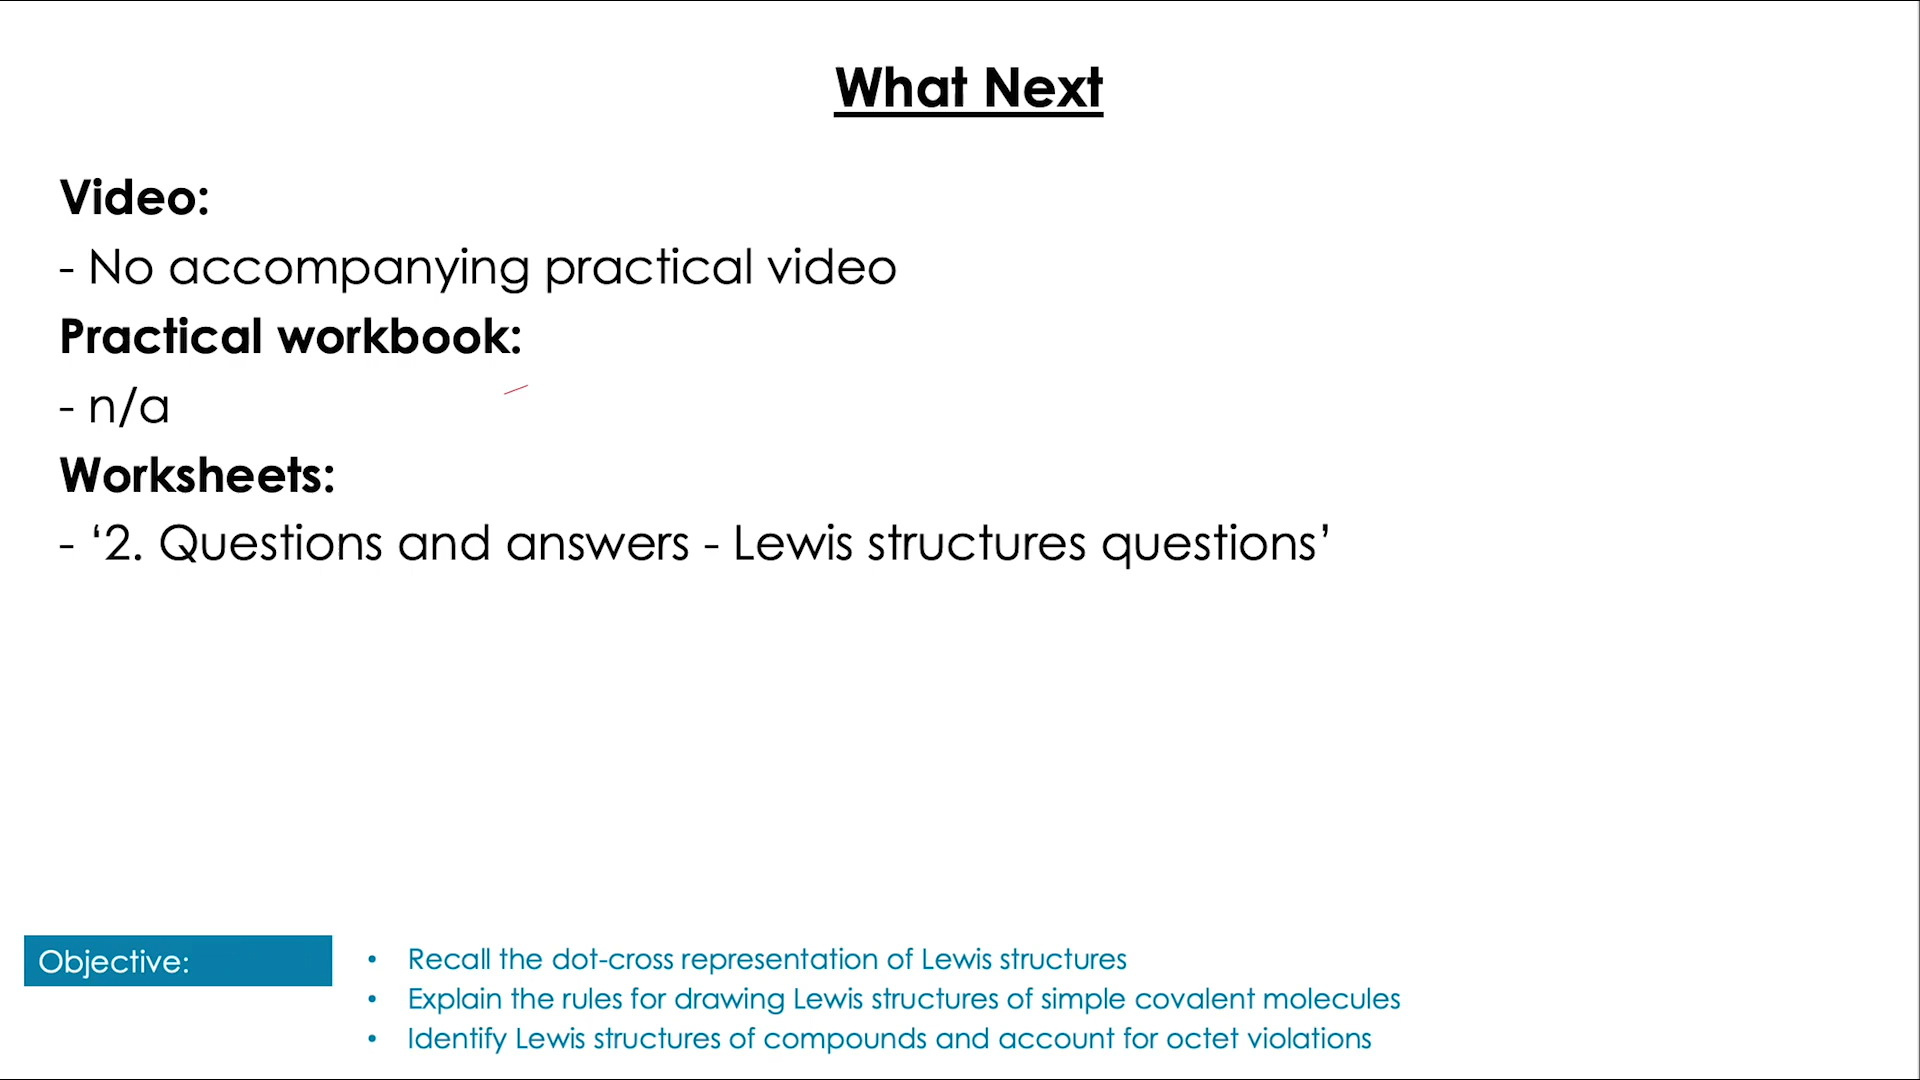 What Next
Video:
- No accompanying practical video
Practical workbook:
- n/a
Worksheets:
- ‘2. Questions and answers - Lewis structures questions’
Objective:
• Recall the dot-cross representation of Lewis structures
• Explain the rules for drawing Lewis structures of simple covalent molecules
• Identify Lewis structures of compounds and account for octet violations